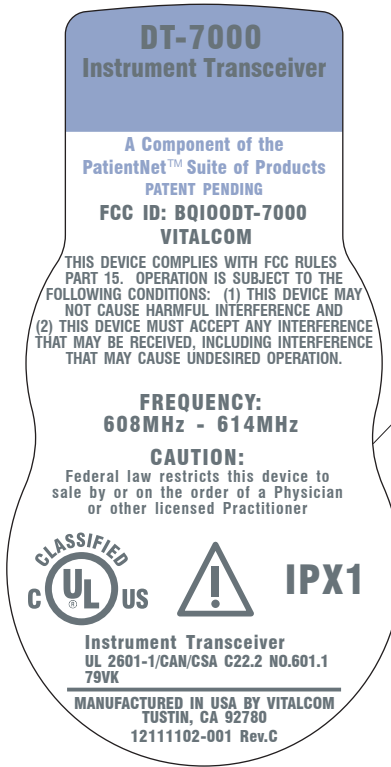 DT-7000
Instrument Transceiver
A Component of the
PatientNet™ Suite of Products
PATENT PENDING
FCC ID: BQI00DT-7000
VITALCOM
THIS DEVICE COMPLIES WITH FCC RULES
PART 15. OPERATION IS SUBJECT TO THE
FOLLOWING CONDITIONS: (1) THIS DEVICE MAY
NOT CAUSE HARMFUL INTERFERENCE AND
(2) THIS DEVICE MUST ACCEPT ANY INTERFERENCE
THAT MAY BE RECEIVED, INCLUDING INTERFERENCE
THAT MAY CAUSE UNDESIRED OPERATION.
FREQUENCY:
608MHz - 614MHz
CAUTION:
Federal law restricts this device to
sale by or on the order of a Physician
or other licensed Practitioner
CLASSIFIED
C UL® US
IPX1
Instrument Transceiver
UL 2601-1/CAN/CSA C22.2 NO.601.1
79VK
MANUFACTURED IN USA BY VITALCOM
TUSTIN, CA 92780
12111102-001 Rev.C